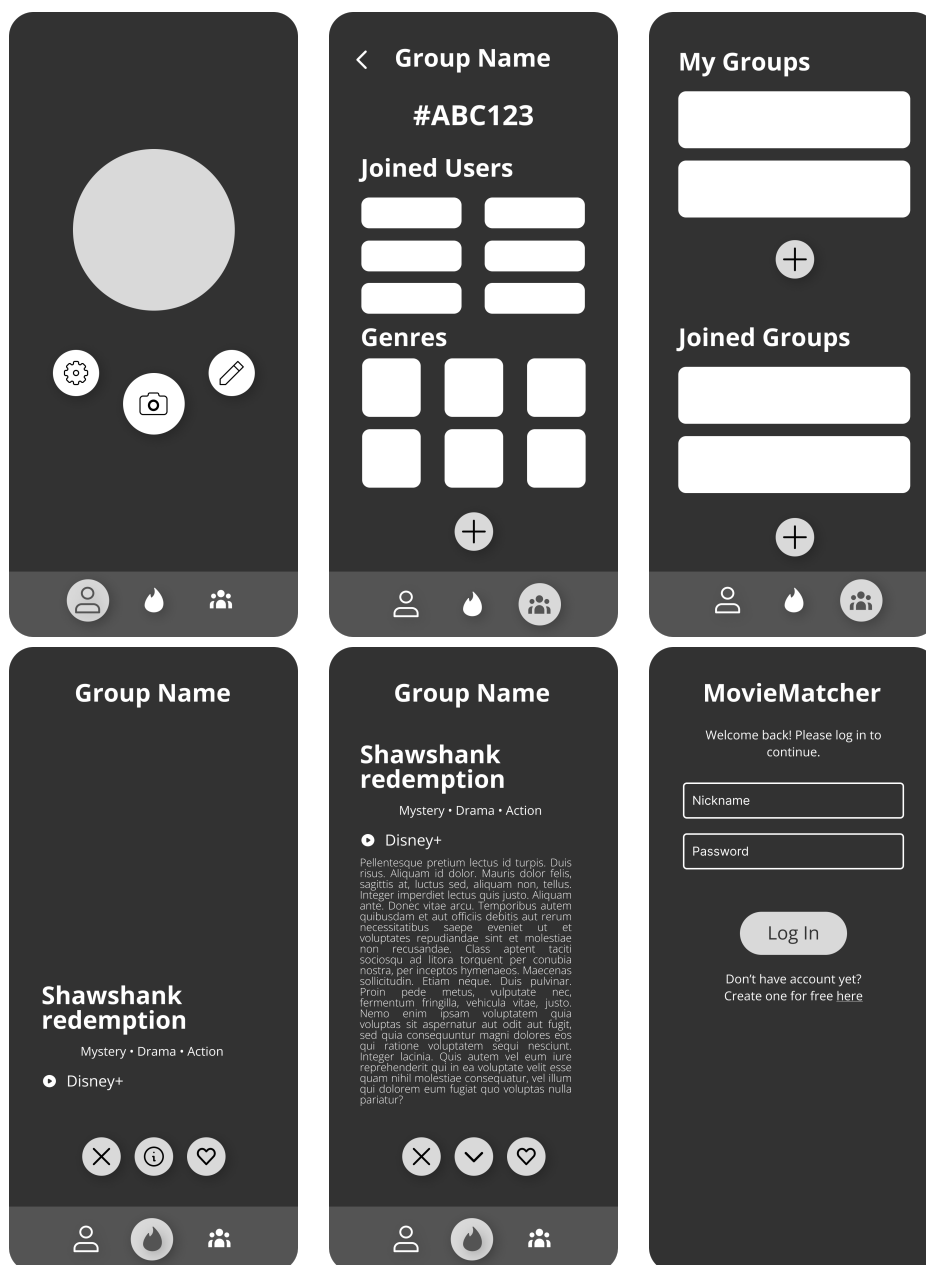 Group Name
#ABC123
Joined Users
Genres
My Groups
Joined Groups
Group Name
Shawshank
redemption
Mystery • Drama • Action
Disney+
Group Name
Shawshank
redemption
Mystery • Drama • Action
Disney+
Pellentesque pretium lectus id turpis. Duis
risus. Aliquam id dolor. Mauris dolor felis,
sagittis at, luctus sed, aliquam non, tellus.
Integer imperdiet lectus quis justo. Aliquam
ante. Donec vitae arcu. Temporibus autem
quibusdam et aut officiis debitis aut rerum
necessitatibus saepe eveniet ut et
voluptates repudiandae sint et molestiae
non recusandae. Class aptent taciti
sociosqu ad litora torquent per conubia
nostra, per inceptos hymenaeos. Maecenas
sollicitudin. Etiam neque. Duis pulvinar.
Proin pede metus, vulputate nec,
fermentum fringilla, vehicula vitae, justo.
Nemo enim ipsam voluptatem quia
voluptas sit aspernatur aut odit aut fugit,
sed quia consequuntur magni dolores eos
qui ratione voluptatem sequi nesciunt.
Integer lacinia. Quis autem vel eum iure
reprehenderit qui in ea voluptate velit esse
quam nihil molestiae consequatur, vel illum
qui dolorem eum fugiat quo voluptas nulla
pariatur?
MovieMatcher
Welcome back! Please log in to
continue.
Nickname
Password
Log In
Don’t have account yet?
Create one for free here